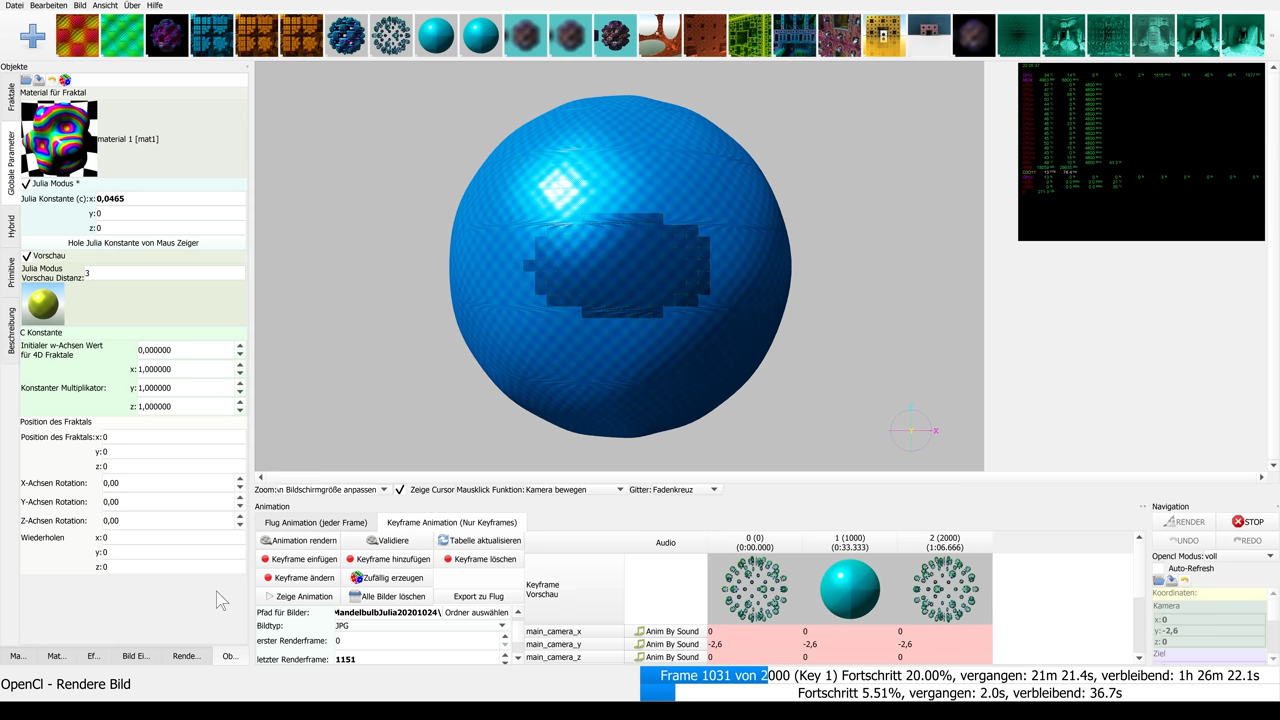 Datei Bearbeiten Bild Ansicht Über Hilfe
Objekte
Material für Fraktal
material 1 [mat1]
Julia Modus *
Julia Konstante (c): x: 0,0465
y: 0
z: 0
Hole Julia Konstante von Maus Zeiger
Vorschau
Julia Modus
Vorschau Distanz: 3
C Konstante
Initialer w-Achsen Wert
für 4D Fraktale
0,000000
x: 1,000000
Konstanter Multiplikator: y: 1,000000
z: 1,000000
Position des Fraktals
Position des Fraktals: x: 0
y: 0
z: 0
X-Achsen Rotation: 0,00
Y-Achsen Rotation: 0,00
Z-Achsen Rotation: 0,00
Wiederholen x: 0
y: 0
z: 0
Fraktale
Globale Parameter
Hybrid
Primitive
Beschreibung
Ma... Mat... Ef... Bild Ei... Rende... Ob...
x
Zoom: Bildschirmgröße anpassen Zeige Cursor Mausklick Funktion: Kamera bewegen Gitter: Fadenkreuz
Animation
Flug Animation (jeder Frame) Keyframe Animation (Nur Keyframes)
Animation rendern Validiere Tabelle aktualisieren
Keyframe einfügen Keyframe hinzufügen Keyframe löschen
Keyframe ändern Zufällig erzeugen
Zeige Animation Alle Bilder löschen Export zu Flug
Pfad für Bilder: MandelbulbJulia20201024\ Ordner auswählen
Bildtyp: JPG
erster Renderframe: 0
letzter Renderframe: 1151
Audio
0 (0)
(0:00.000)
1 (1000)
(0:33.333)
2 (2000)
(1:06.666)
Keyframe
Vorschau
main_camera_x Anim By Sound 0 0 0
main_camera_y Anim By Sound -2,6 -2,6 -2,6
main_camera_z Anim By Sound 0 0 0
Navigation
RENDER STOP
UNDO REDO
Opencl Modus: voll
Auto-Refresh
Koordinaten:
Kamera
x: 0
y: -2,6
z: 0
Ziel
OpenCl - Rendere Bild
Frame 1031 von 2000 (Key 1) Fortschritt 20.00%, vergangen: 21m 21.4s, verbleibend: 1h 26m 22.1s
Fortschritt 5.51%, vergangen: 2.0s, verbleibend: 36.7s